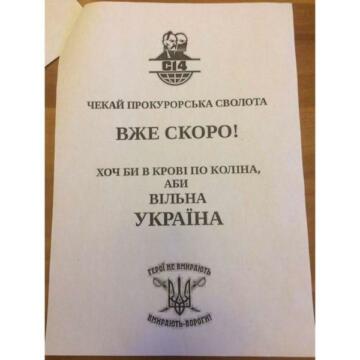 С14
ЧЕКАЙ ПРОКУРОРСЬКА СВОЛОТА
ВЖЕ СКОРО!
ХОЧ БИ В КРОВІ ПО КОЛІНА,
АБИ
ВІЛЬНА
УКРАЇНА
ГЕРОЇ НЕ ВМИРАЮТЬ
ВМИРАЮТЬ-ВОРОГИ!